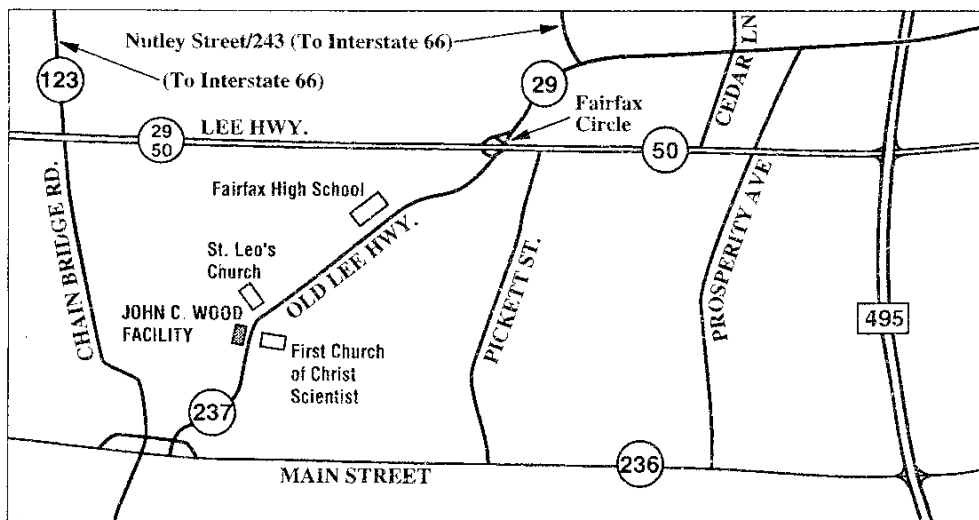 Nutley Street/243 (To Interstate 66)
123
(To Interstate 66)
29
CEDAR LN
Fairfax
Circle
29
50
LEE HWY.
50
Fairfax High School
CHAIN BRIDGE RD.
St. Leo's
Church
OLD LEE HWY.
JOHN C. WOOD
FACILITY
First Church
of Christ
Scientist
PICKETT ST.
PROSPERITY AVE
495
237
MAIN STREET
236